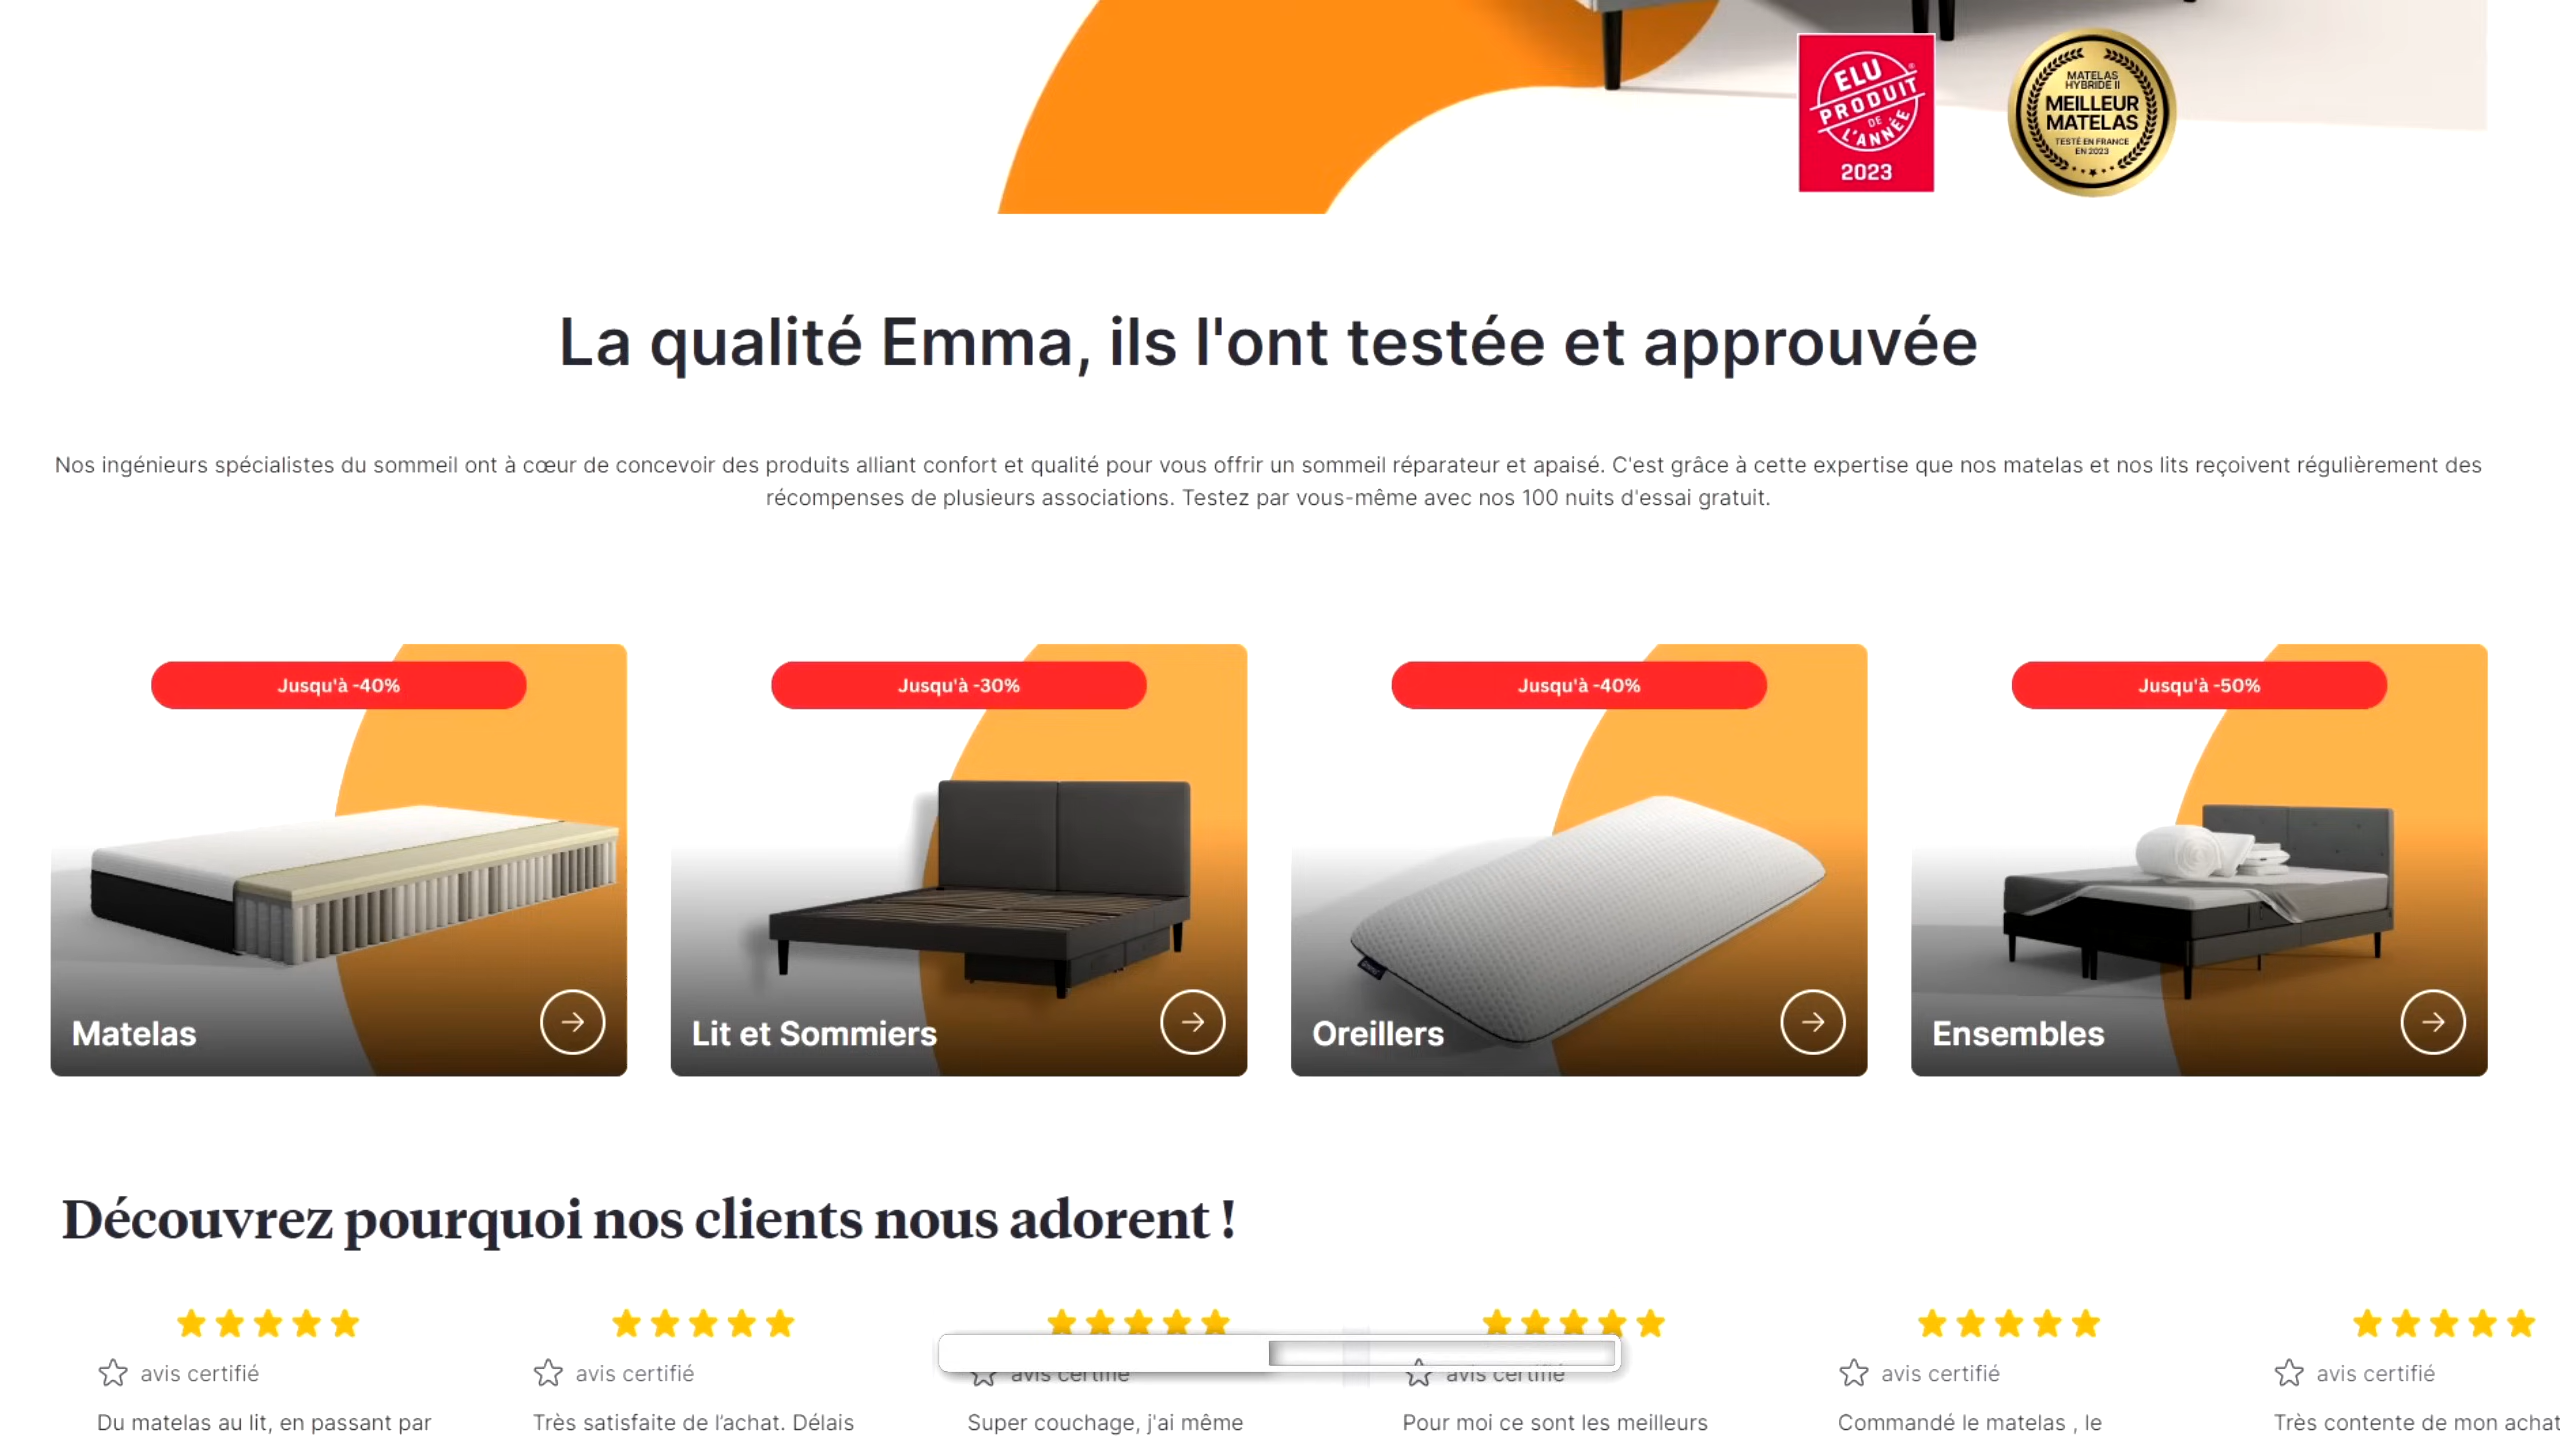 ELU
PRODUIT
DE
L'ANNÉE
2023
MATELAS
HYBRIDE II
MEILLEUR
MATELAS
TESTÉ EN FRANCE
EN 2023
La qualité Emma, ils l'ont testée et approuvée
Nos ingénieurs spécialistes du sommeil ont à cœur de concevoir des produits alliant confort et qualité pour vous offrir un sommeil réparateur et apaisé. C'est grâce à cette expertise que nos matelas et nos lits reçoivent régulièrement des
récompenses de plusieurs associations. Testez par vous-même avec nos 100 nuits d'essai gratuit.
Jusqu'à -40%
Matelas
Jusqu'à -30%
Lit et Sommiers
Jusqu'à -40%
Oreillers
Jusqu'à -50%
Ensembles
Découvrez pourquoi nos clients nous adorent !
avis certifié
Du matelas au lit, en passant par
avis certifié
Très satisfaite de l’achat. Délais
avis certifié
Super couchage, j'ai même
avis certifié
Pour moi ce sont les meilleurs
avis certifié
Commandé le matelas , le
avis certifié
Très contente de mon achat